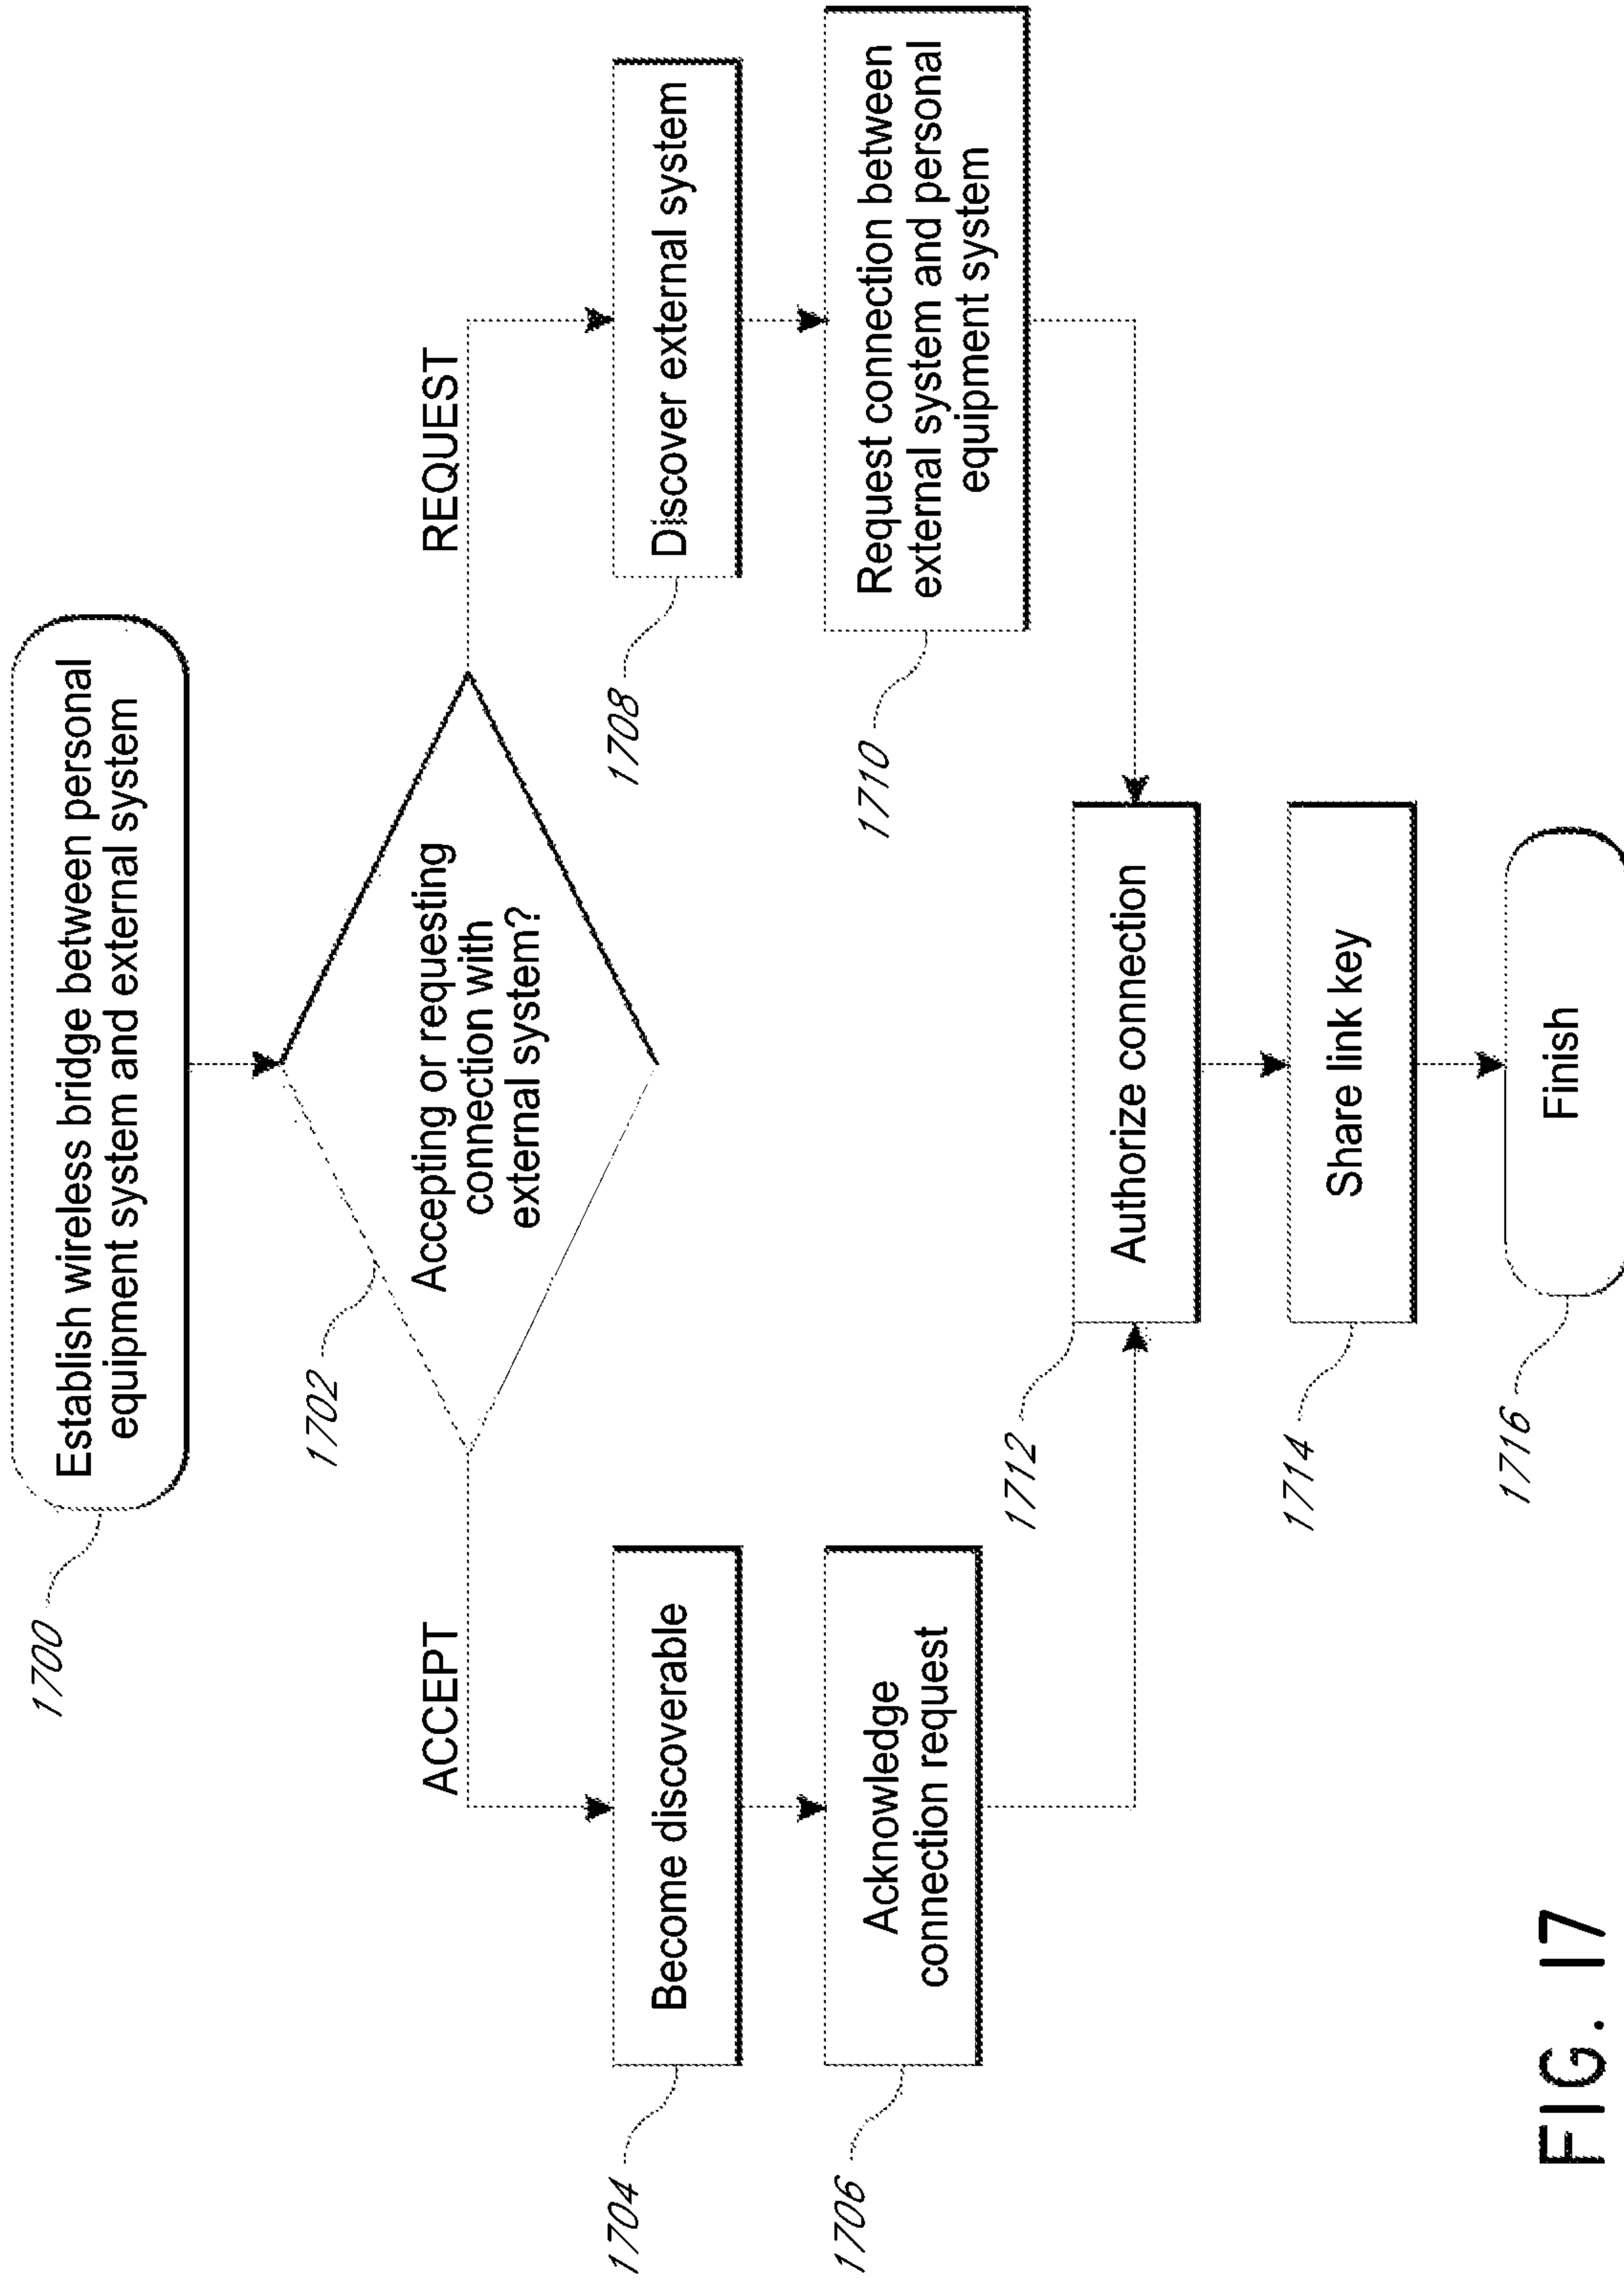 1700
Establish wireless bridge between personal
equipment system and external system
1702
Accepting or requesting
connection with
external system?
ACCEPT
REQUEST
1704
Become discoverable
1708
Discover external system
1706
Acknowledge
connection request
1710
Request connection between
external system and personal
equipment system
1712
Authorize connection
1714
Share link key
1716
Finish
FIG. 17